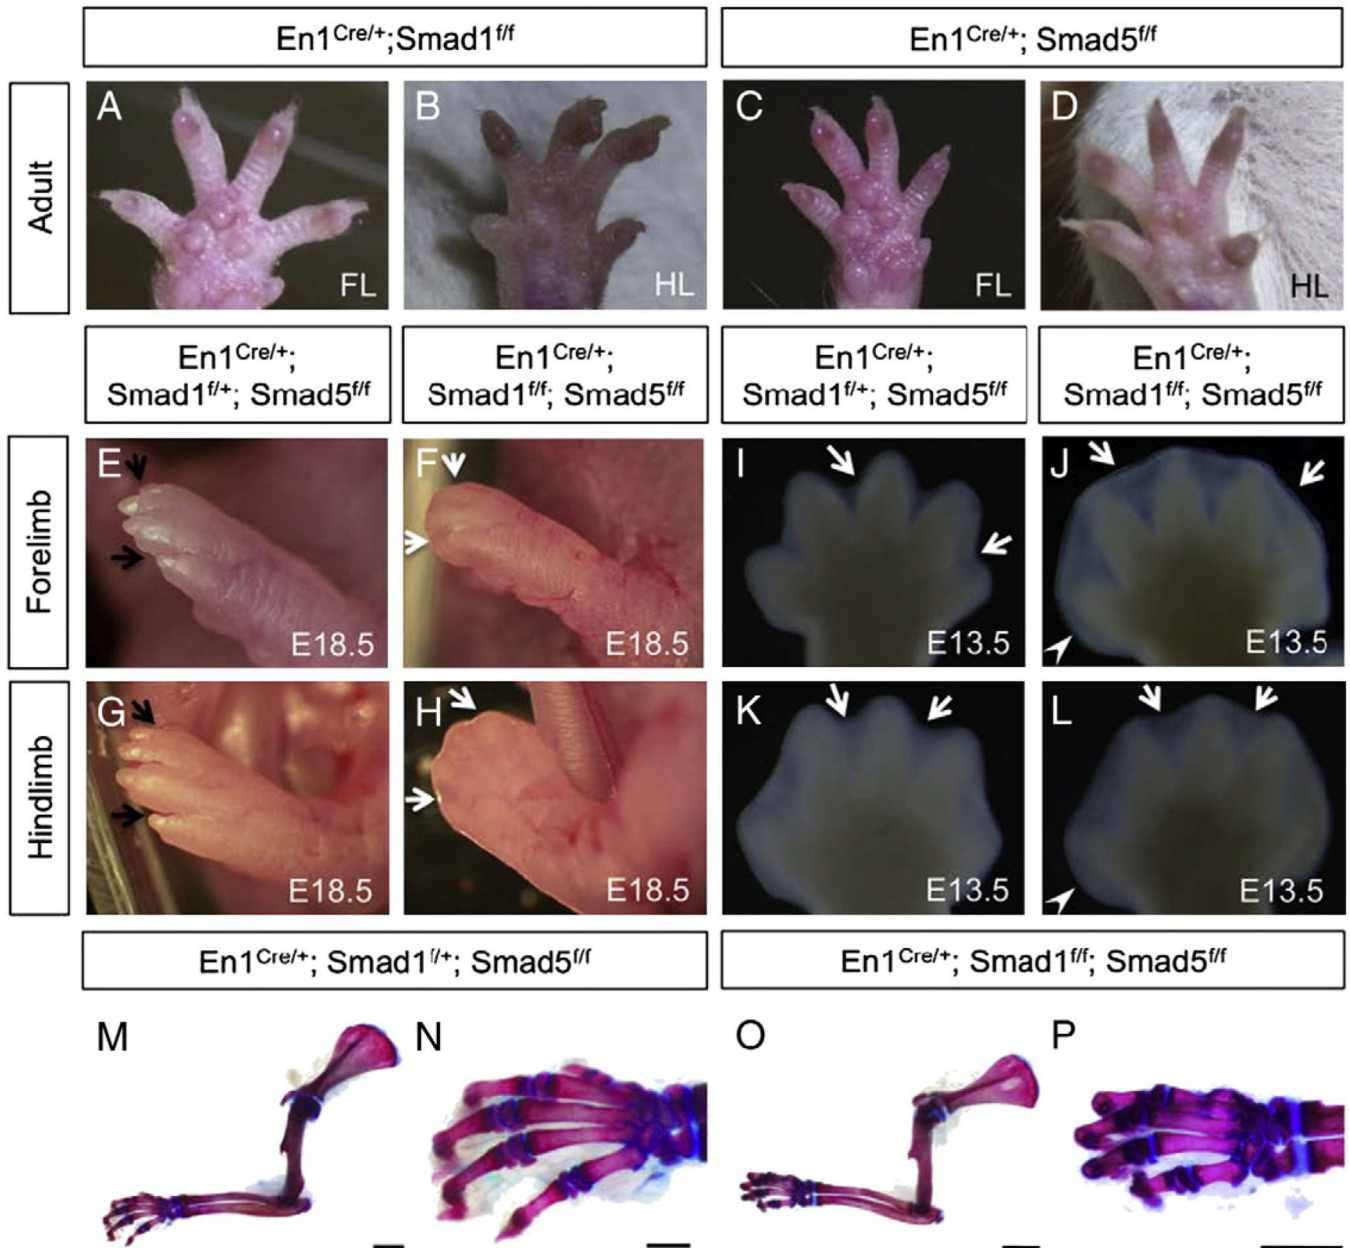 En1Cre/+;Smad1f/f
En1Cre/+; Smad5f/f
Adult
A
B
C
D
FL
HL
FL
HL
En1Cre/+;
Smad1f/+; Smad5f/f
En1Cre/+;
Smad1f/f; Smad5f/f
En1Cre/+;
Smad1f/+; Smad5f/f
En1Cre/+;
Smad1f/f; Smad5f/f
Forelimb
E
F
I
J
E18.5
E18.5
E13.5
E13.5
Hindlimb
G
H
K
L
E18.5
E18.5
E13.5
E13.5
En1Cre/+; Smad1f/+; Smad5f/f
En1Cre/+; Smad1f/f; Smad5f/f
M
N
O
P